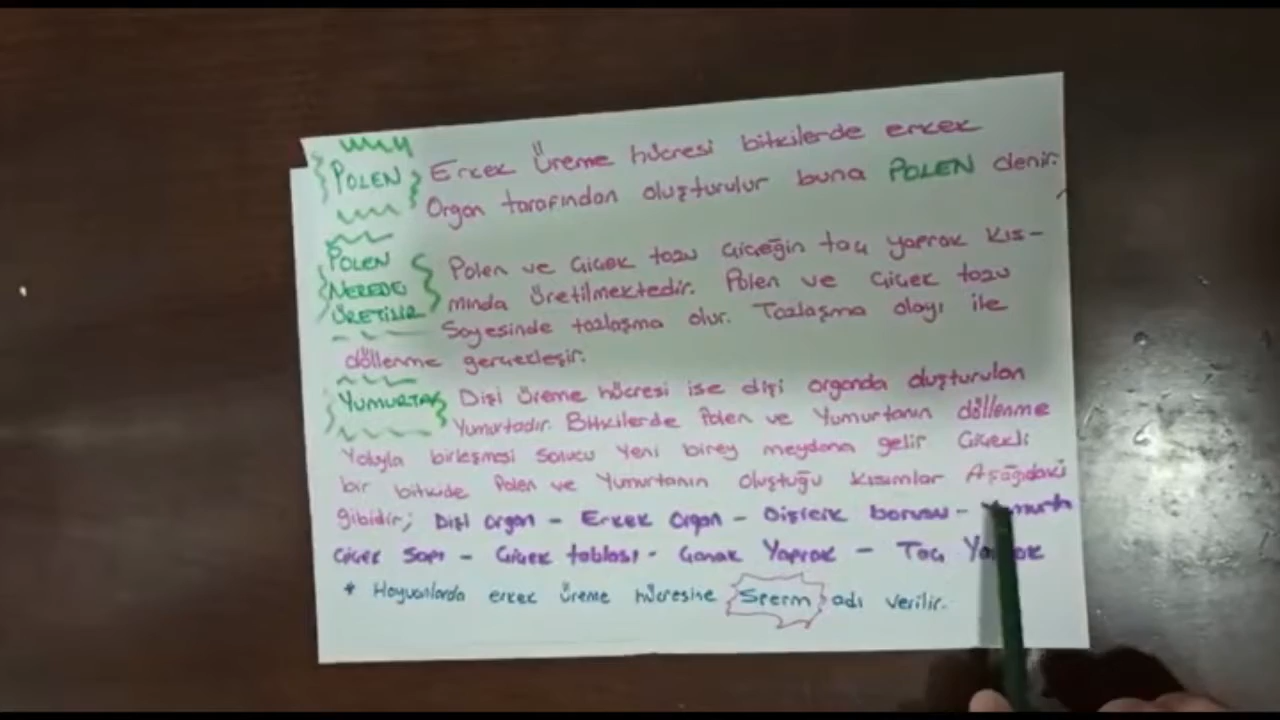 POLEN
Erkek Üreme hücresi bitkilerde erkek
Organ tarafından oluşturulur buna POLEN denir.
POLEN
NEREDE
ÜRETİLİR
Polen ve Çiçek tozu Çiçeğin taç yaprak kıs-
mında Üretilmektedir. Polen ve Çiçek tozu
Sayesinde tozlaşma olur. Tozlaşma olayı ile
döllenme gerçekleşir.
YUMURTA
Dişi Üreme hücresi ise dişi organda oluşturulan
Yumurtadır. Bitkilerde Polen ve Yumurtanın döllenme
Yoluyla birleşmesi sonucu Yeni birey meydana gelir Çiçekli
bir bitkide Polen ve Yumurtanın oluştuğu kısımlar Aşağıdaki
gibidir; Dişi organ - Erkek Organ - Dişicik borusu -
Çiçek Sapı - Çiçek tablası - Çanak Yaprak - Taç
* Hayvanlarda erkek Üreme hücresine Sperm adı verilir.